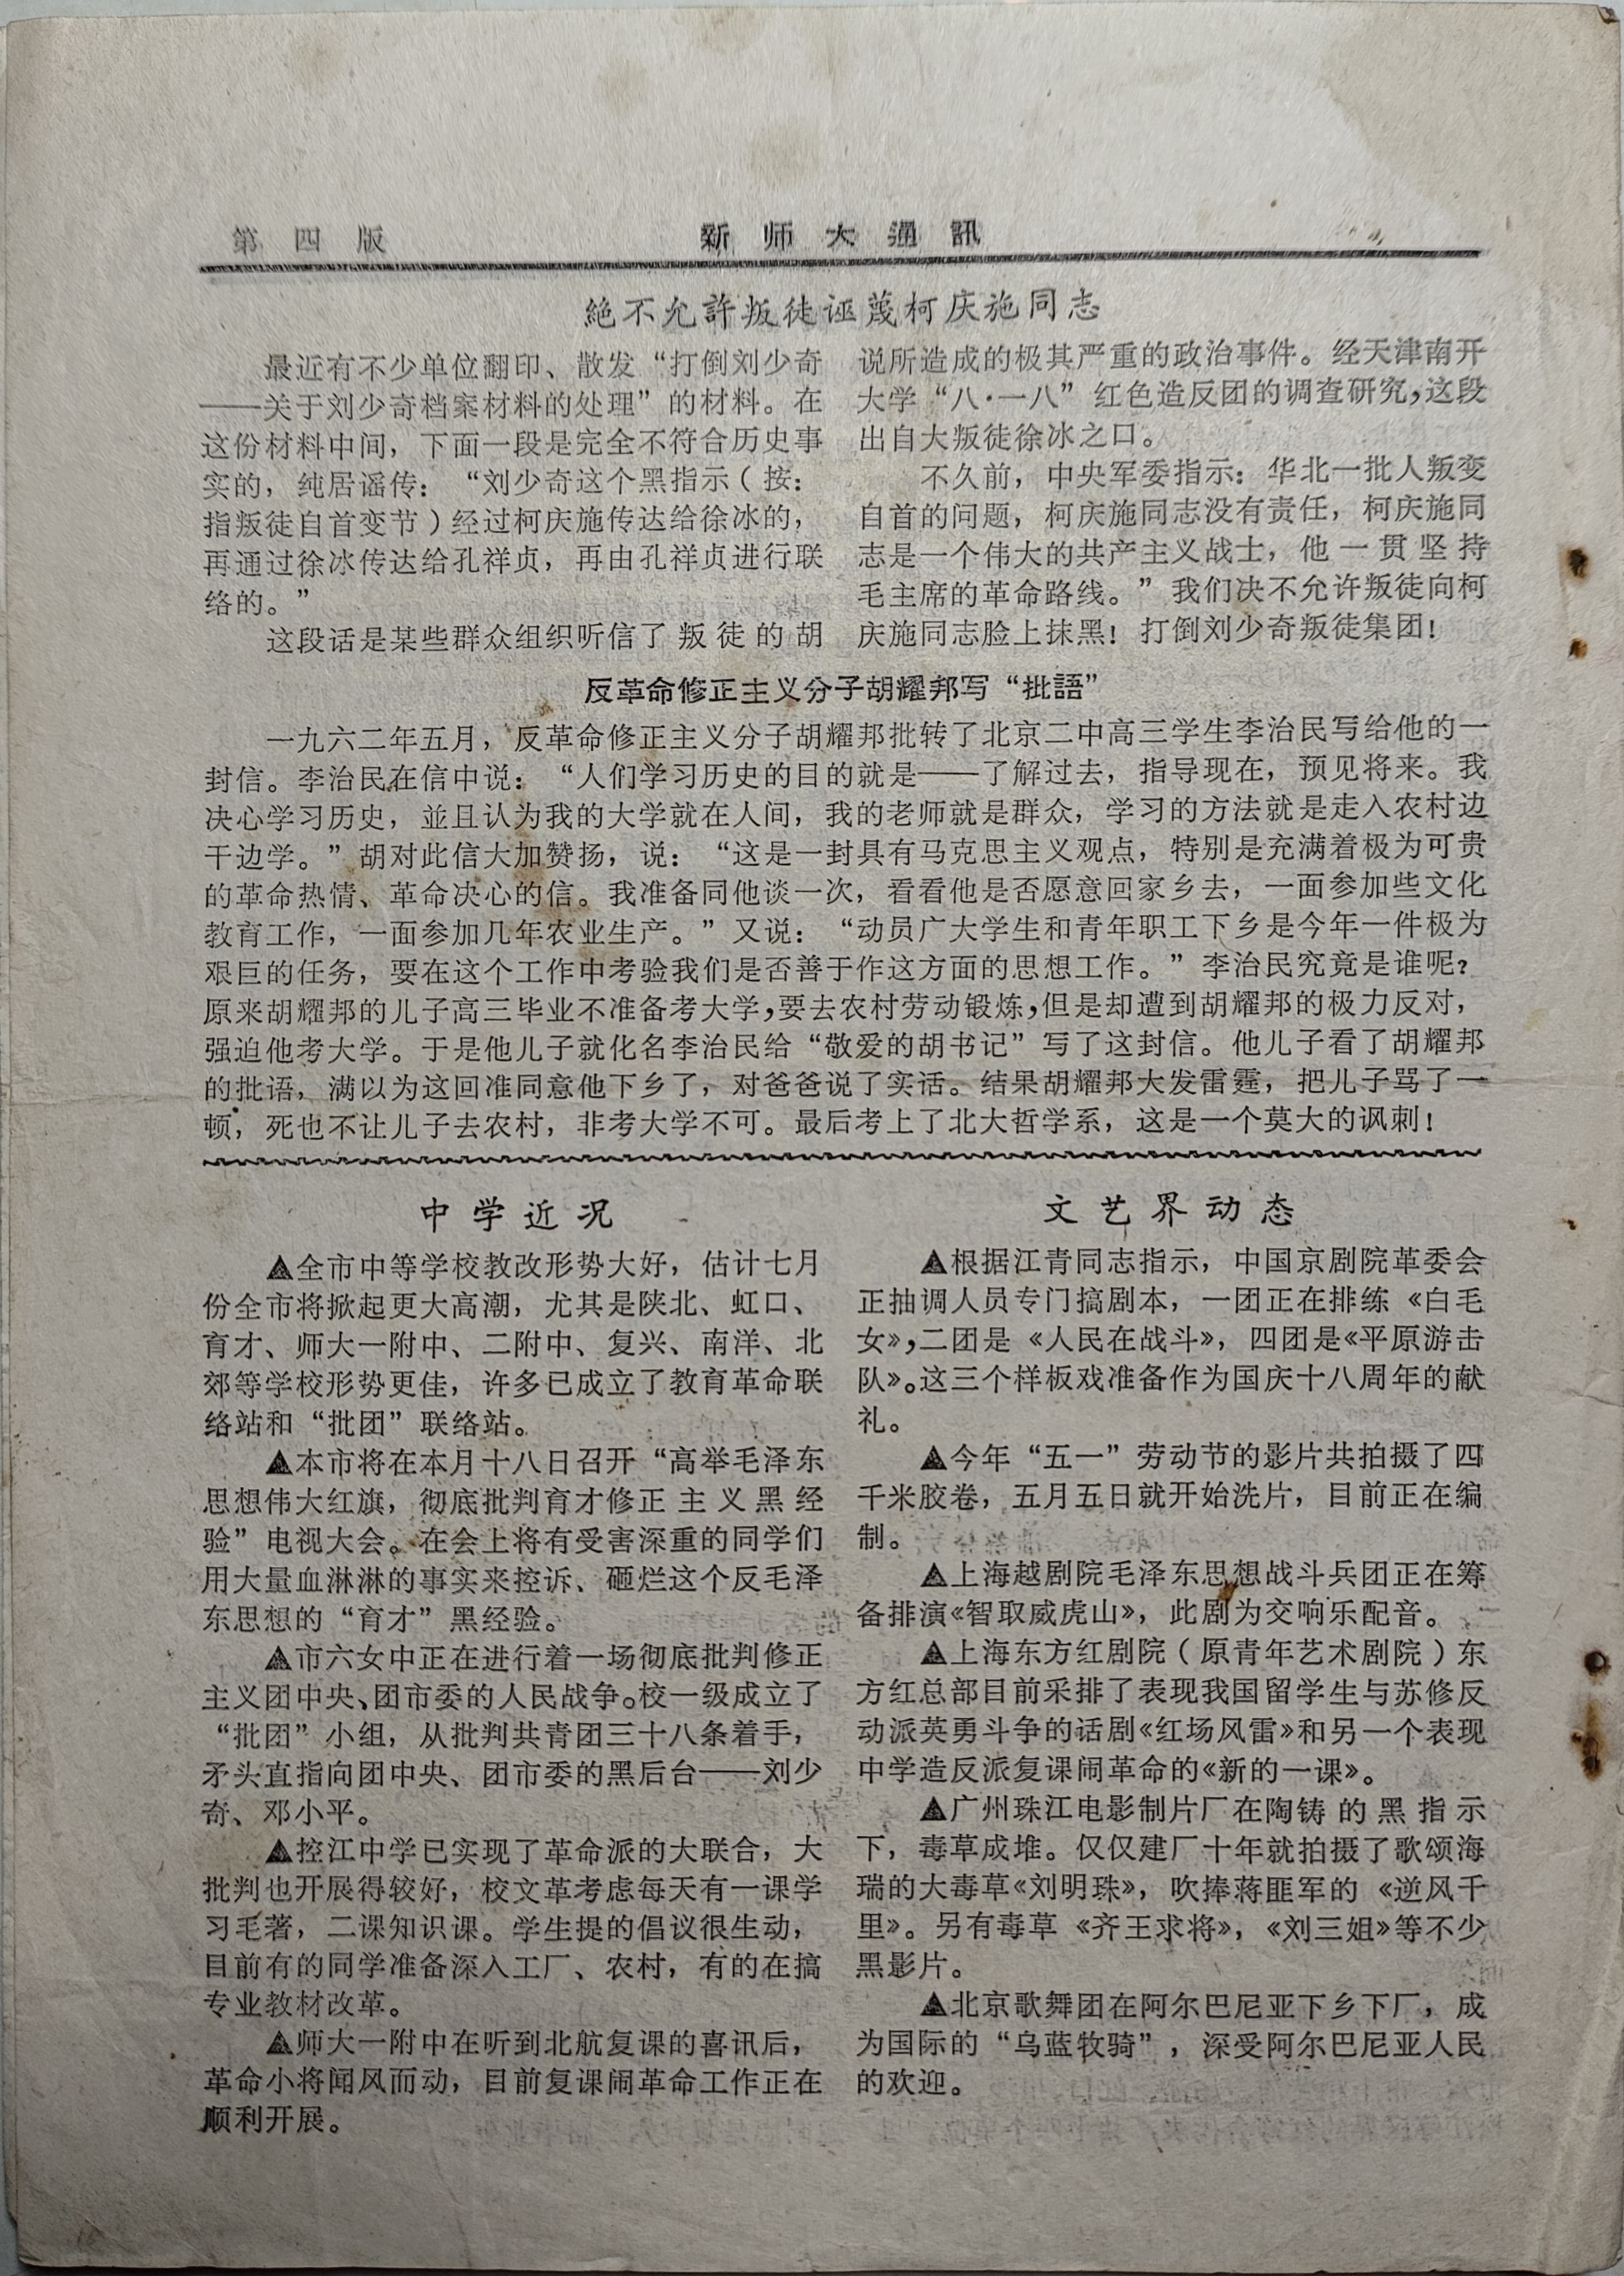 第四版
新师大通訊
絕不允許叛徒诬蔑柯庆施同志
最近有不少单位翻印、散发“打倒刘少奇
——关于刘少奇档案材料的处理”的材料。在
这份材料中间，下面一段是完全不符合历史事
实的，纯居谣传：“刘少奇这个黑指示（按：
指叛徒自首变节）经过柯庆施传达给徐冰的，
再通过徐冰传达给孔祥贞，再由孔祥贞进行联
络的。”
这段话是某些群众组织听信了叛徒的胡
说所造成的极其严重的政治事件。经天津南开
大学“八·一八”红色造反团的调查研究，这段
出自大叛徒徐冰之口。
不久前，中央军委指示：华北一批人叛变
自首的问题，柯庆施同志没有责任，柯庆施同
志是一个伟大的共产主义战士，他一贯坚持
毛主席的革命路线。”我们决不允许叛徒向柯
庆施同志脸上抹黑！打倒刘少奇叛徒集团！
反革命修正主义分子胡耀邦写“批語”
一九六二年五月，反革命修正主义分子胡耀邦批转了北京二中高三学生李治民写给他的一
封信。李治民在信中说：“人们学习历史的目的就是——了解过去，指导现在，预见将来。我
决心学习历史，並且认为我的大学就在人间，我的老师就是群众，学习的方法就是走入农村边
干边学。”胡对此信大加赞扬，说：“这是一封具有马克思主义观点，特别是充满着极为可贵
的革命热情、革命决心的信。我准备同他谈一次，看看他是否愿意回家乡去，一面参加些文化
教育工作，一面参加几年农业生产。”又说：“动员广大学生和青年职工下乡是今年一件极为
艰巨的任务，要在这个工作中考验我们是否善于作这方面的思想工作。”李治民究竟是谁呢？
原来胡耀邦的儿子高三毕业不准备考大学，要去农村劳动锻炼，但是却遭到胡耀邦的极力反对，
强迫他考大学。于是他儿子就化名李治民给“敬爱的胡书记”写了这封信。他儿子看了胡耀邦
的批语，满以为这回准同意他下乡了，对爸爸说了实话。结果胡耀邦大发雷霆，把儿子骂了一
顿，死也不让儿子去农村，非考大学不可。最后考上了北大哲学系，这是一个莫大的讽刺！
中学近况
▲全市中等学校教改形势大好，估计七月
份全市将掀起更大高潮，尤其是陕北、虹口、
育才、师大一附中、二附中、复兴、南洋、北
郊等学校形势更佳，许多已成立了教育革命联
络站和“批团”联络站。
▲本市将在本月十八日召开“高举毛泽东
思想伟大红旗，彻底批判育才修正主义黑经
验”电视大会。在会上将有受害深重的同学们
用大量血淋淋的事实来控诉、砸烂这个反毛泽
东思想的“育才”黑经验。
▲市六女中正在进行着一场彻底批判修正
主义团中央、团市委的人民战争。校一级成立了
“批团”小组，从批判共青团三十八条着手，
矛头直指向团中央、团市委的黑后台——刘少
奇、邓小平。
▲控江中学已实现了革命派的大联合，大
批判也开展得较好，校文革考虑每天有一课学
习毛著，二课知识课。学生提的倡议很生动，
目前有的同学准备深入工厂、农村，有的在搞
专业教材改革。
▲师大一附中在听到北航复课的喜讯后，
革命小将闻风而动，目前复课闹革命工作正在
顺利开展。
文艺界动态
▲根据江青同志指示，中国京剧院革委会
正抽调人员专门搞剧本，一团正在排练《白毛
女》，二团是《人民在战斗》，四团是《平原游击
队》。这三个样板戏准备作为国庆十八周年的献
礼。
▲今年“五一”劳动节的影片共拍摄了四
千米胶卷，五月五日就开始洗片，目前正在编
制。
▲上海越剧院毛泽东思想战斗兵团正在筹
备排演《智取威虎山》，此剧为交响乐配音。
▲上海东方红剧院（原青年艺术剧院）东
方红总部目前采排了表现我国留学生与苏修反
动派英勇斗争的话剧《红场风雷》和另一个表现
中学造反派复课闹革命的《新的一课》。
▲广州珠江电影制片厂在陶铸的黑指示
下，毒草成堆。仅仅建厂十年就拍摄了歌颂海
瑞的大毒草《刘明珠》，吹捧蒋匪军的《逆风千
里》。另有毒草《齐王求将》，《刘三姐》等不少
黑影片。
▲北京歌舞团在阿尔巴尼亚下乡下厂，成
为国际的“乌蓝牧骑”，深受阿尔巴尼亚人民
的欢迎。